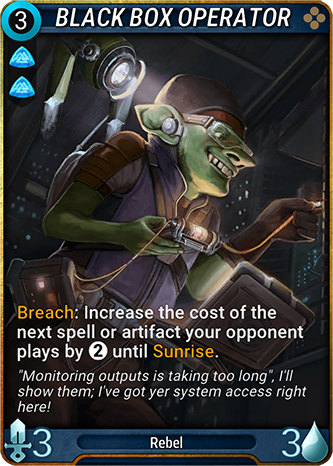 3 BLACK BOX OPERATOR
Breach: Increase the cost of the
next spell or artifact your opponent
plays by 2 until Sunrise.
"Monitoring outputs is taking too long", I'll
show them; I've got yer system access right
here!
3 Rebel 3